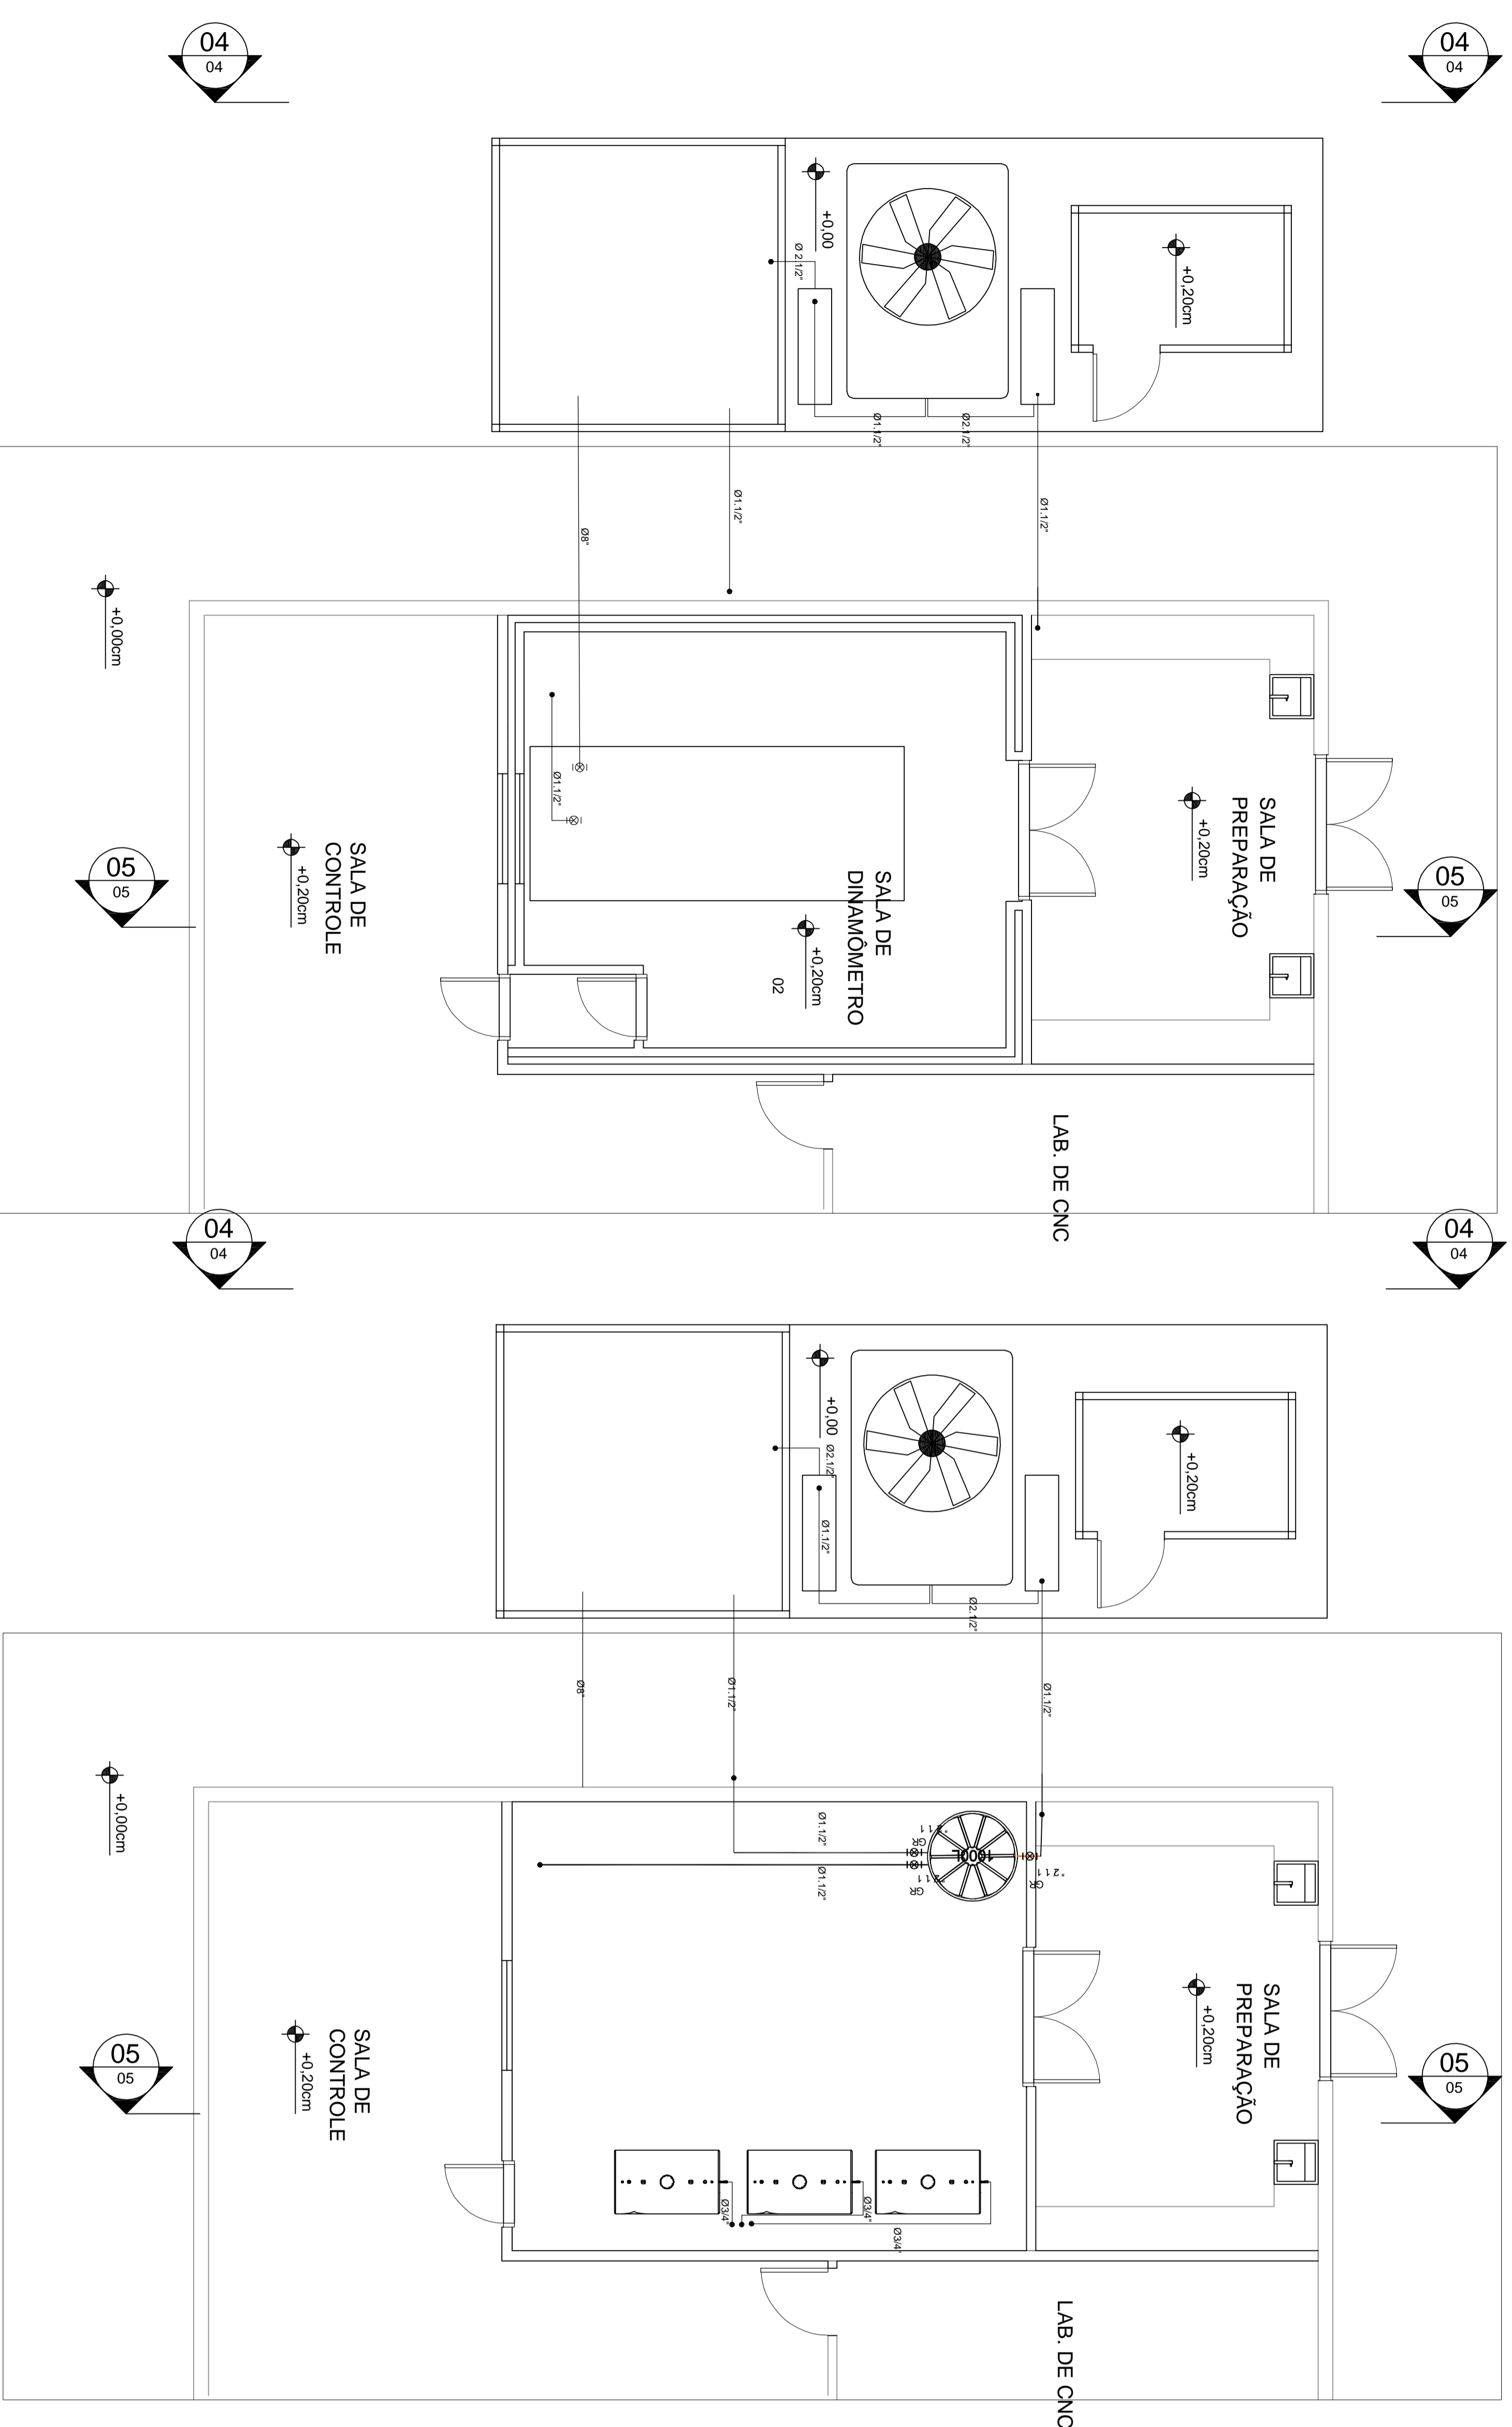 04
04
04
04
+0,00
Ø 2.1/2"
+0,20cm
Ø1.1/2"
Ø2.1/2"
Ø1.1/2"
Ø1.1/2"
Ø8"
+0,00cm
Ø1.1/2"
SALA DE
PREPARAÇÃO
+0,20cm
SALA DE
CONTROLE
+0,20cm
05
05
05
05
SALA DE
DINAMÔMETRO
+0,20cm
02
LAB. DE CNC
04
04
04
04
+0,00
Ø2.1/2"
+0,20cm
Ø1.1/2"
Ø2.1/2"
Ø8"
Ø1.1/2"
Ø1.1/2"
+0,00cm
Ø1.1/2"
GR
1000L
Ø1.1/2"
GR
GR
SALA DE
PREPARAÇÃO
+0,20cm
SALA DE
CONTROLE
+0,20cm
05
05
05
05
Ø3/4"
Ø3/4"
Ø3/4"
LAB. DE CNC